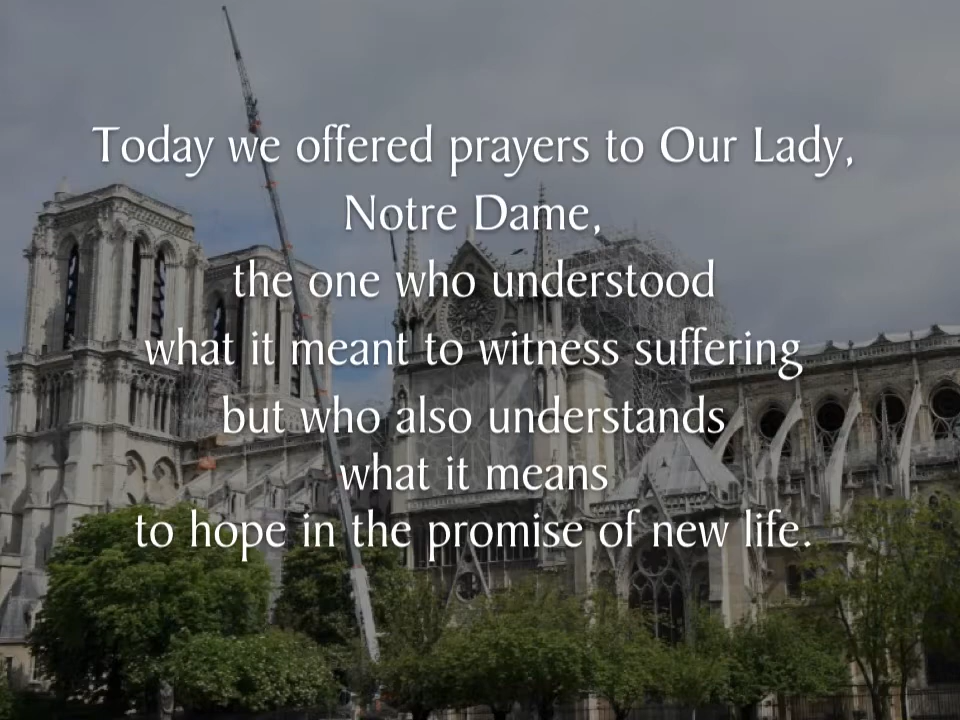 Today we offered prayers to Our Lady,
Notre Dame,
the one who understood
what it meant to witness suffering
but who also understands
what it means
to hope in the promise of new life.